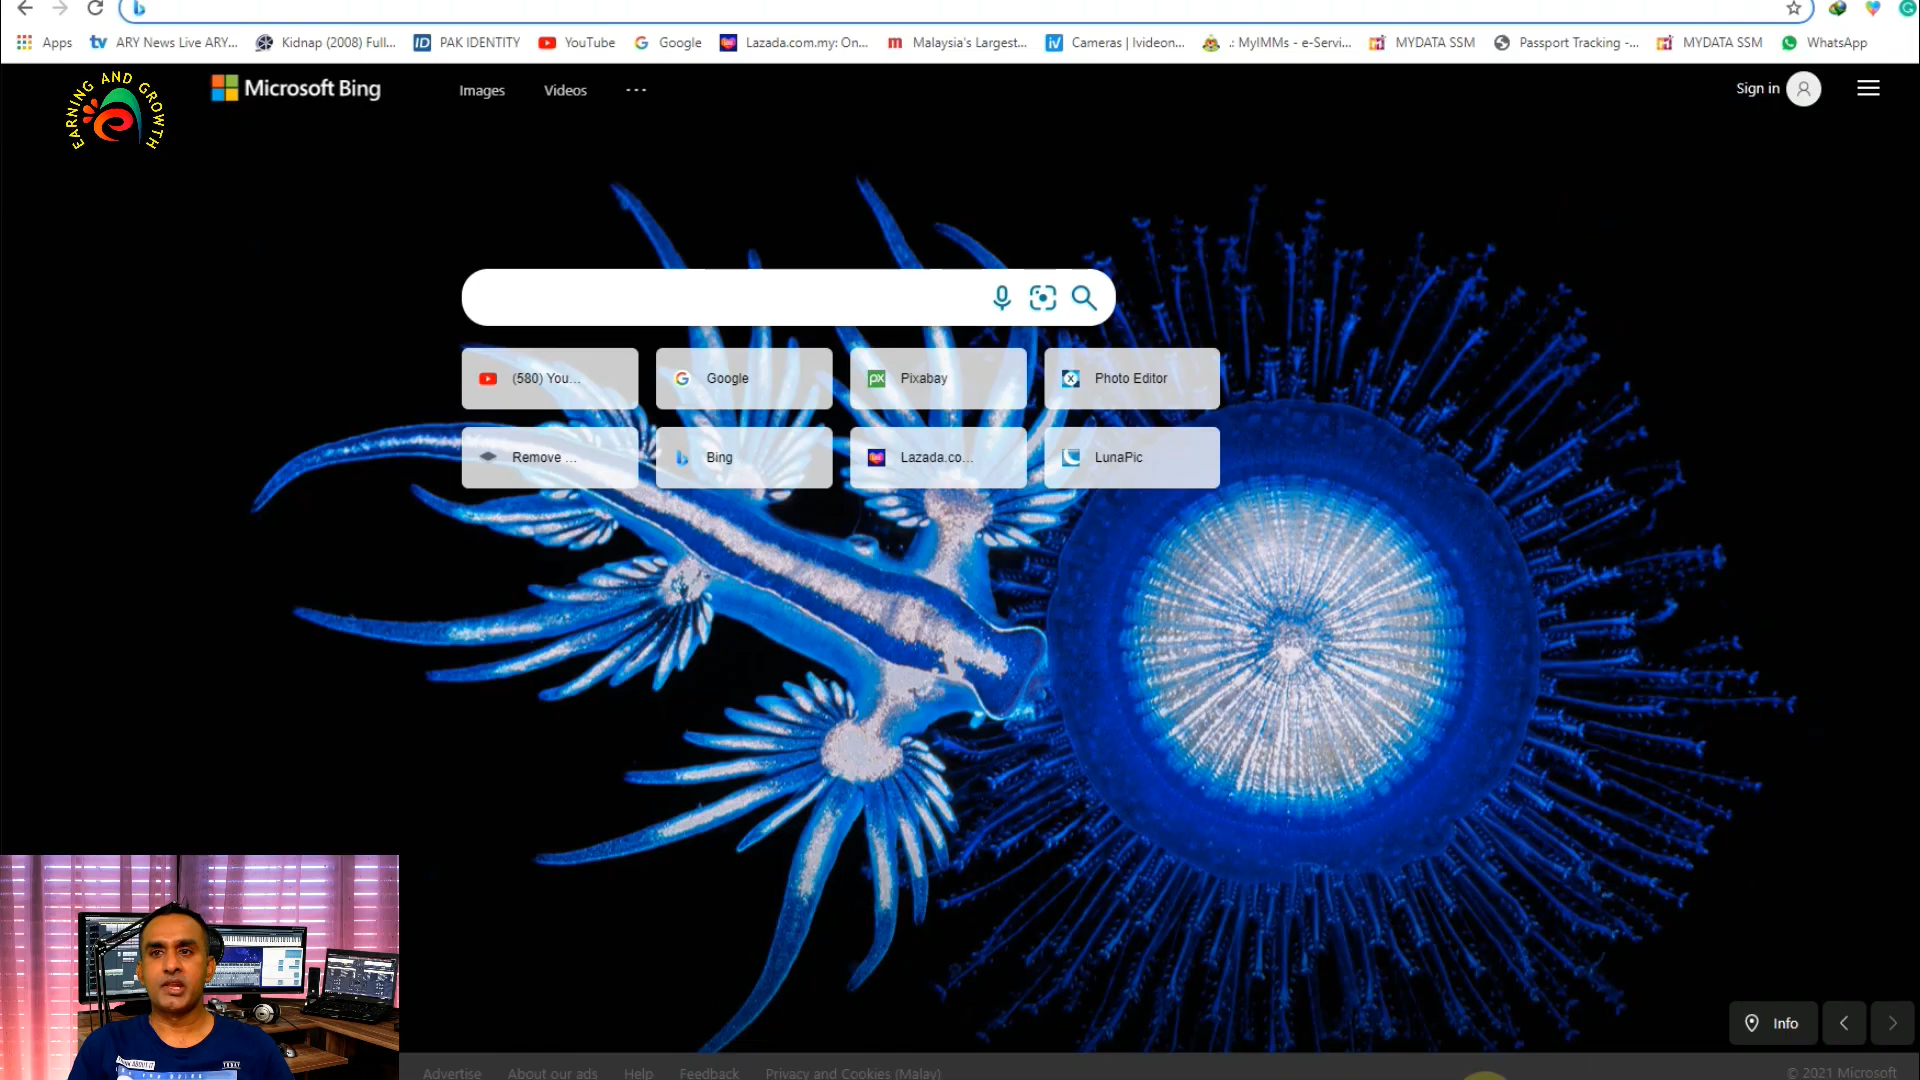 Apps
ARY News Live ARY...
Kidnap (2008) Full...
PAK IDENTITY
YouTube
Google
Lazada.com.my: On...
Malaysia's Largest...
Cameras | Ivideon...
.: MyIMMs - e-Servi...
MYDATA SSM
Passport Tracking -...
MYDATA SSM
WhatsApp
EARNING AND GROWTH
Microsoft Bing
Images
Videos
Sign in
(580) You...
Google
Pixabay
Photo Editor
Remove ...
Bing
Lazada.co...
LunaPic
Info
Advertise
About our ads
Help
Feedback
Privacy and Cookies (Malay)
© 2021 Microsoft